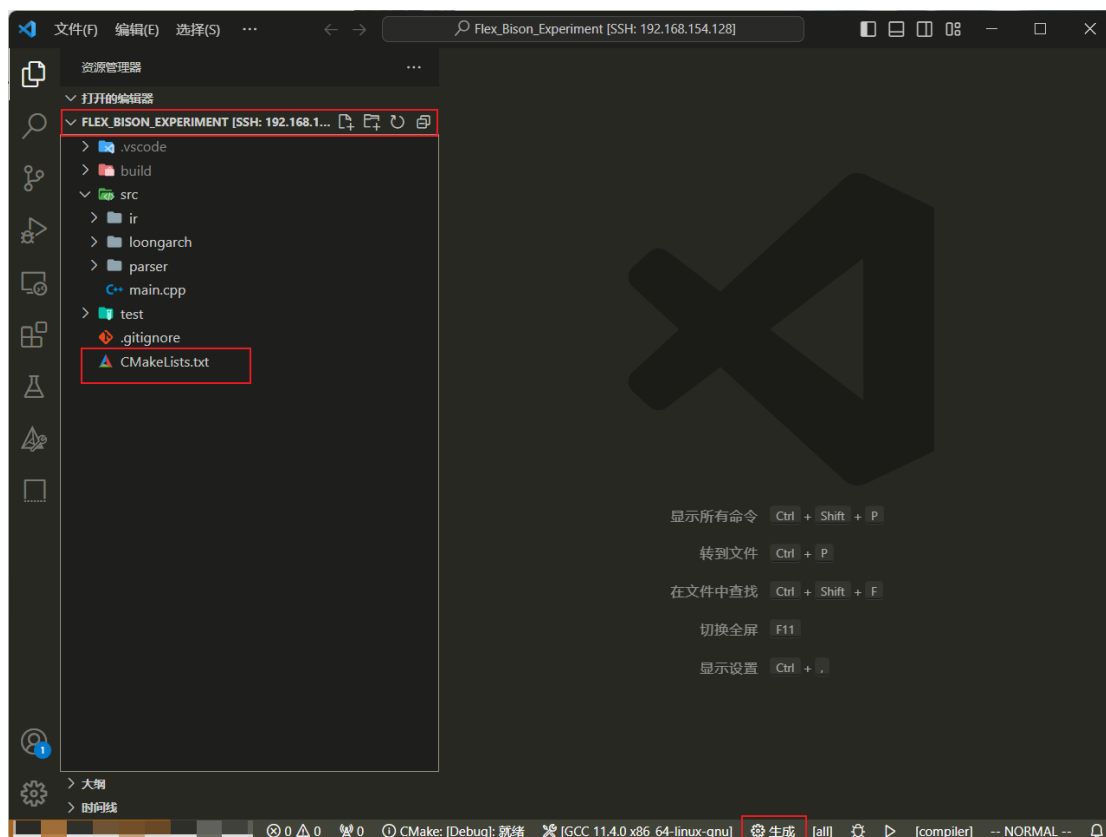 文件(F) 编辑(E) 选择(S) ··· Flex_Bison_Experiment [SSH: 192.168.154.128]
资源管理器 ···
打开的编辑器
FLEX_BISON_EXPERIMENT [SSH: 192.168.1...
.vscode
build
src
ir
loongarch
parser
C++ main.cpp
test
.gitignore
CMakeLists.txt
显示所有命令 Ctrl + Shift + P
转到文件 Ctrl + P
在文件中查找 Ctrl + Shift + F
切换全屏 F11
显示设置 Ctrl + ,
1
大纲
时间线
0 0 0 CMake: [Debug]: 就绪 [GCC 11.4.0 x86_64-linux-gnu] 生成 [all] [compiler] -- NORMAL --